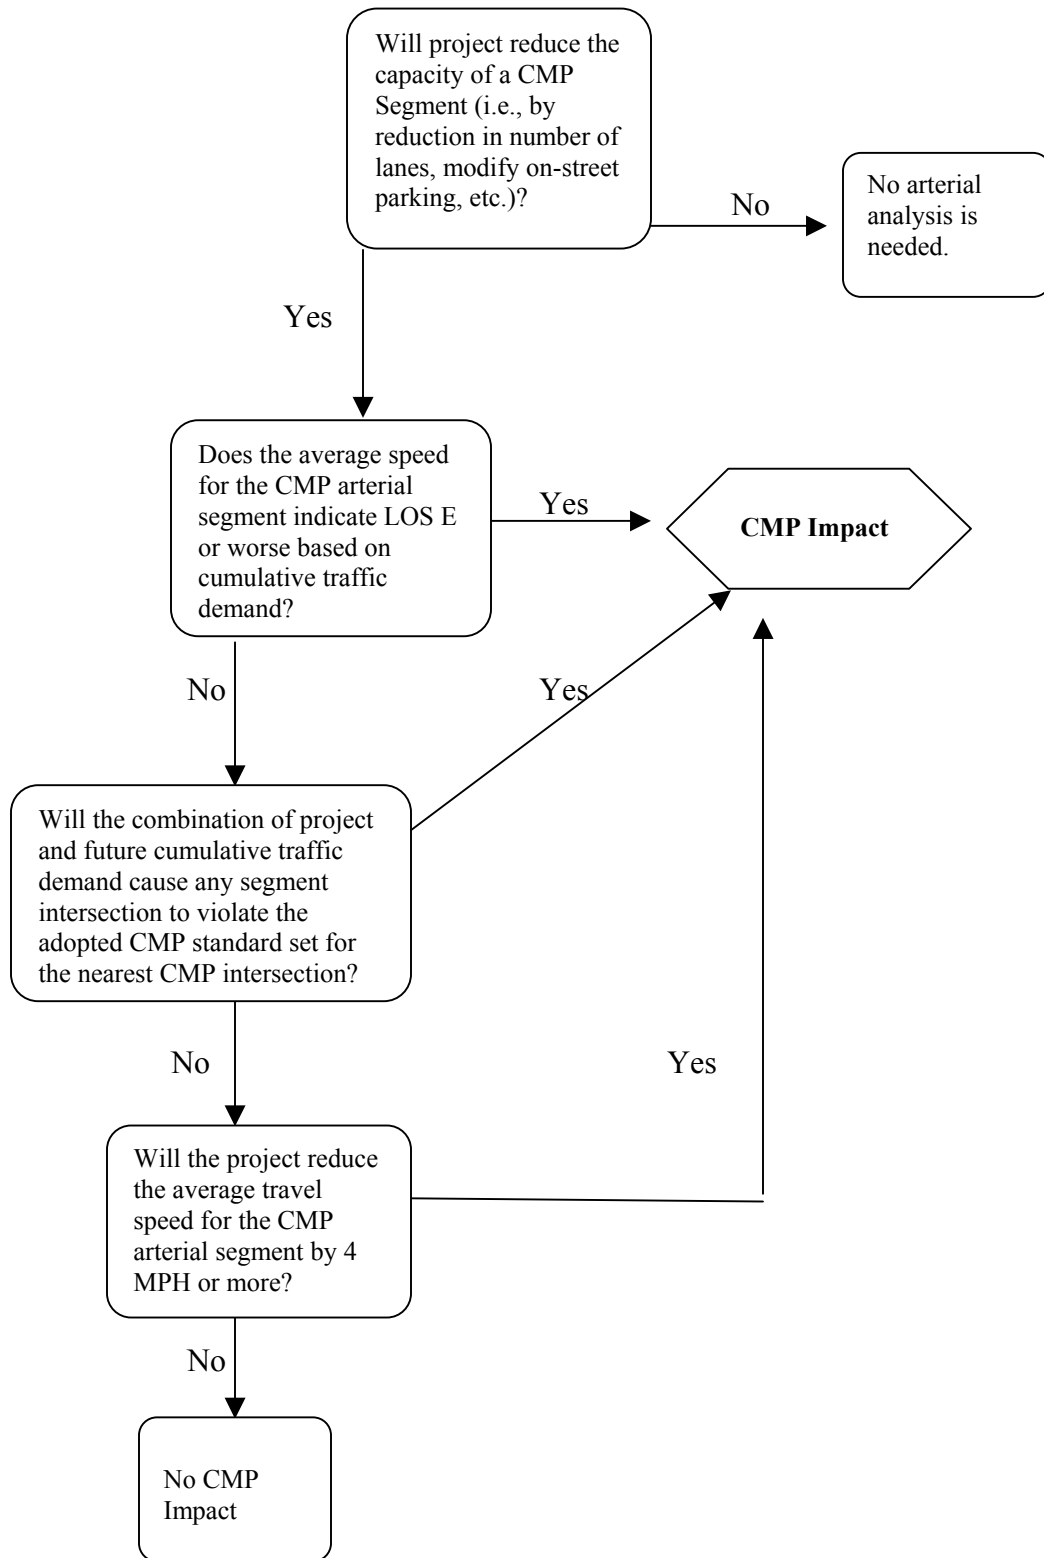 Will project reduce the
capacity of a CMP
Segment (i.e., by
reduction in number of
lanes, modify on-street
parking, etc.)?
No
No arterial
analysis is
needed.
Yes
Does the average speed
for the CMP arterial
segment indicate LOS E
or worse based on
cumulative traffic
demand?
Yes
CMP Impact
No
Yes
Will the combination of project
and future cumulative traffic
demand cause any segment
intersection to violate the
adopted CMP standard set for
the nearest CMP intersection?
No
Yes
Will the project reduce
the average travel
speed for the CMP
arterial segment by 4
MPH or more?
No
No CMP
Impact